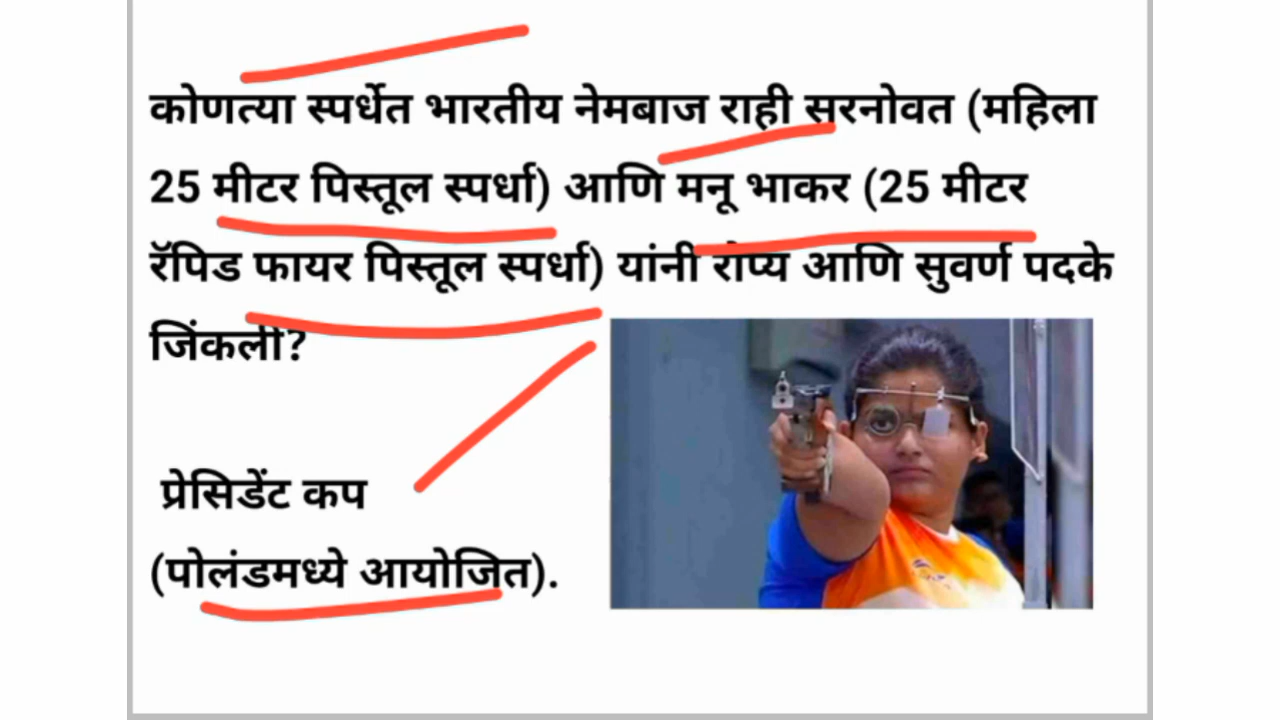 कोणत्या स्पर्धेत भारतीय नेमबाज राही सरनोवत (महिला
25 मीटर पिस्तूल स्पर्धा) आणि मनू भाकर (25 मीटर
रॅपिड फायर पिस्तूल स्पर्धा) यांनी रौप्य आणि सुवर्ण पदके
जिंकली?
प्रेसिडेंट कप
(पोलंडमध्ये आयोजित).